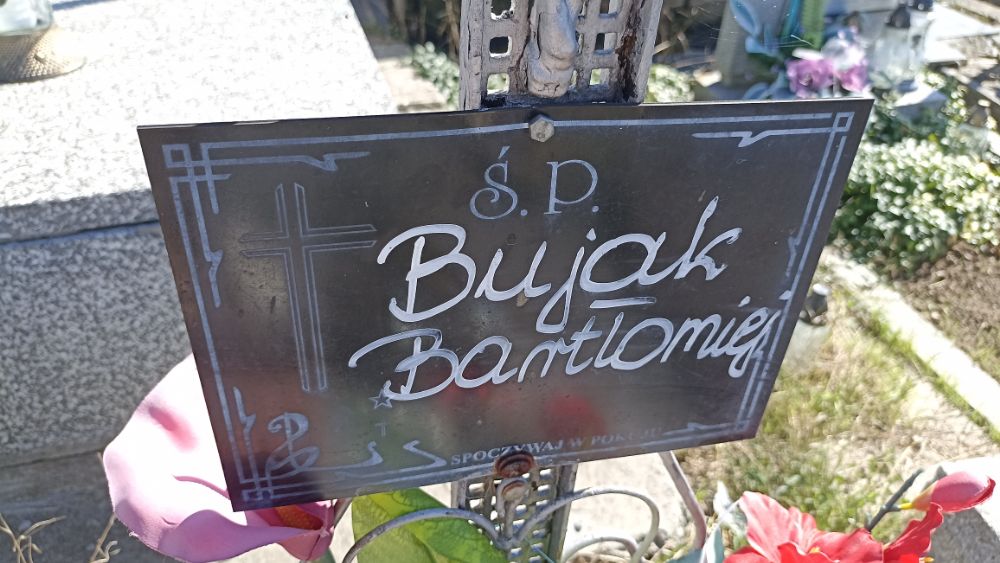 Ś. P.
Bujak
Bartłomiej
SPOCZYWAJ W POKOJU